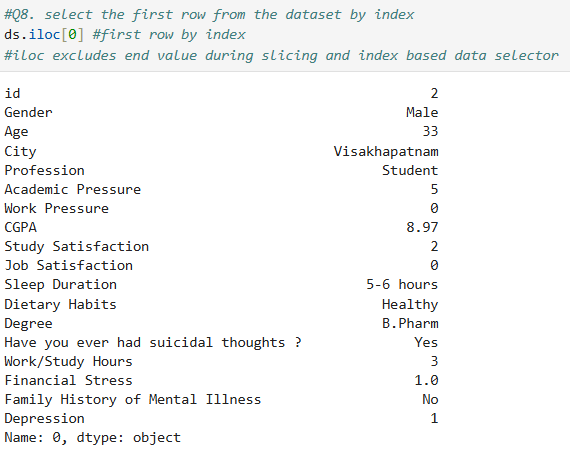 #Q8. select the first row from the dataset by index
ds.iloc[0] #first row by index
#iloc excludes end value during slicing and index based data selector
id 2
Gender Male
Age 33
City Visakhapatnam
Profession Student
Academic Pressure 5
Work Pressure 0
CGPA 8.97
Study Satisfaction 2
Job Satisfaction 0
Sleep Duration 5-6 hours
Dietary Habits Healthy
Degree B.Pharm
Have you ever had suicidal thoughts ? Yes
Work/Study Hours 3
Financial Stress 1.0
Family History of Mental Illness No
Depression 1
Name: 0, dtype: object